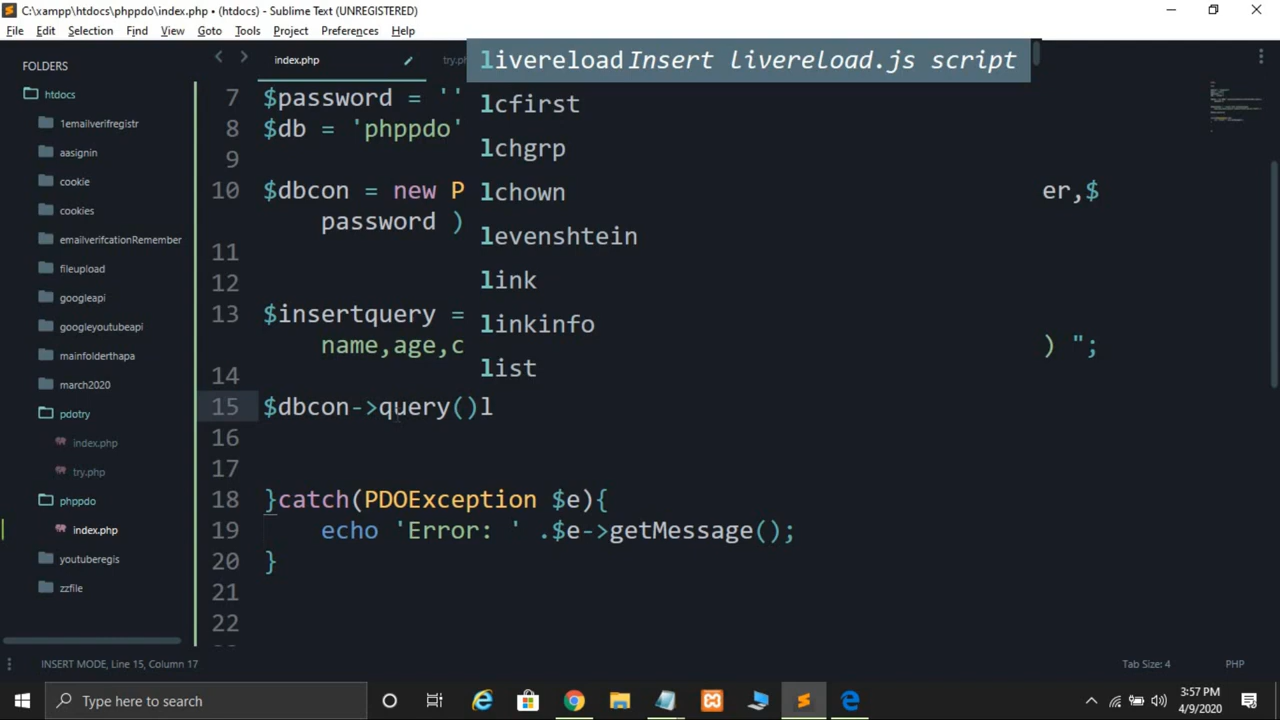 C:\xampp\htdocs\phppdo\index.php • (htdocs) - Sublime Text (UNREGISTERED)
File Edit Selection Find View Goto Tools Project Preferences Help
FOLDERS
htdocs
1emailverifregistr
aasignin
cookie
cookies
emailverifcationRemember
fileupload
googleapi
googleyoutubeapi
mainfolderthapa
march2020
pdotry
index.php
try.php
phppdo
index.php
youtuberegis
zzfile
index.php try.ph
7 $password = ''
8 $db = 'phppdo'
9
10 $dbcon = new P er,$
password )
11
12
13 $insertquery =
name,age,c ) ";
14
15 $dbcon->query()l
16
17
18 }catch(PDOException $e){
19 echo 'Error: ' .$e->getMessage();
20 }
21
22
livereload Insert livereload.js script
lcfirst
lchgrp
lchown
levenshtein
link
linkinfo
list
INSERT MODE, Line 15, Column 17 Tab Size: 4 PHP
Type here to search
3:57 PM
4/9/2020